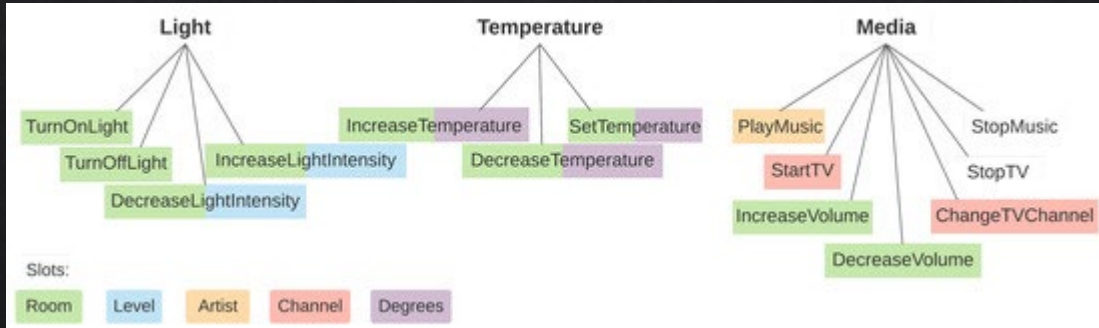 Light
Temperature
Media
TurnOnLight
TurnOffLight
DecreaseLightIntensity
IncreaseLightIntensity
IncreaseTemperature
DecreaseTemperature
SetTemperature
PlayMusic
StartTV
IncreaseVolume
DecreaseVolume
ChangeTVChannel
StopTV
StopMusic
Slots:
Room
Level
Artist
Channel
Degrees